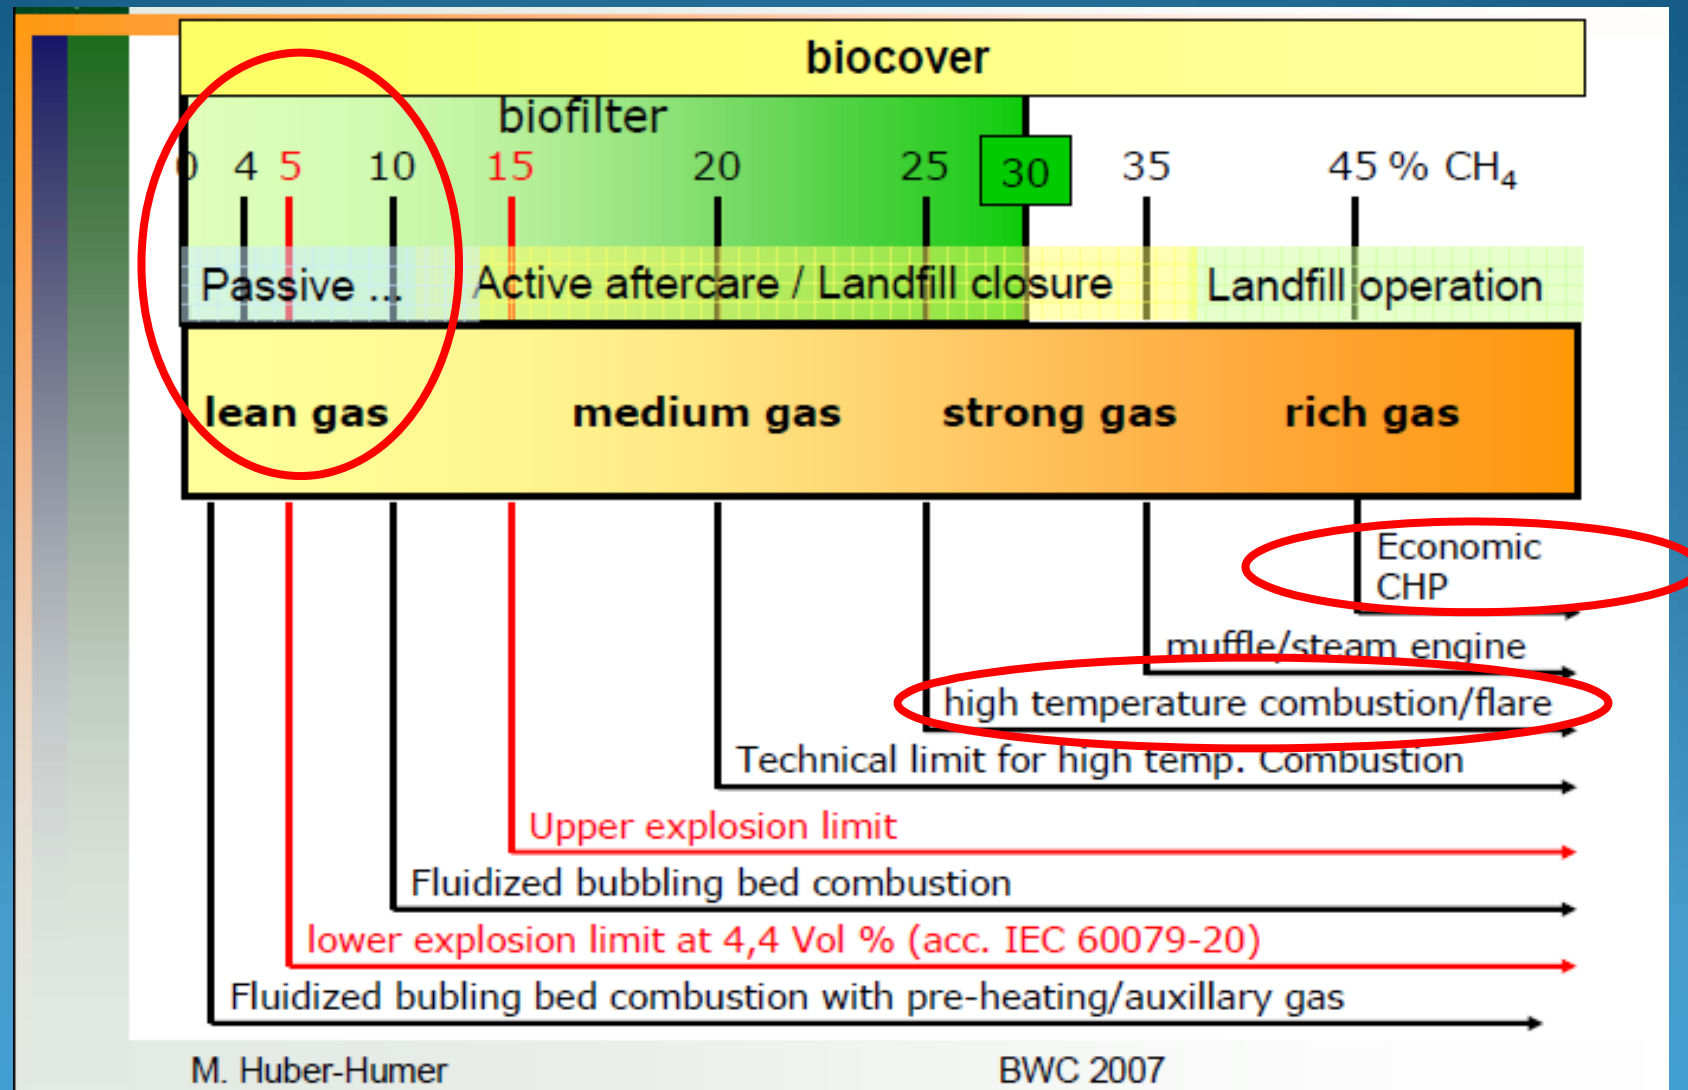 biocover
biofilter
0 4 5 10 15 20 25 30 35 45 % CH₄
Passive ... Active aftercare / Landfill closure Landfill operation
lean gas medium gas strong gas rich gas
Economic
CHP
muffle/steam engine
high temperature combustion/flare
Technical limit for high temp. Combustion
Upper explosion limit
Fluidized bubbling bed combustion
lower explosion limit at 4,4 Vol % (acc. IEC 60079-20)
Fluidized bubling bed combustion with pre-heating/auxillary gas
M. Huber-Humer BWC 2007